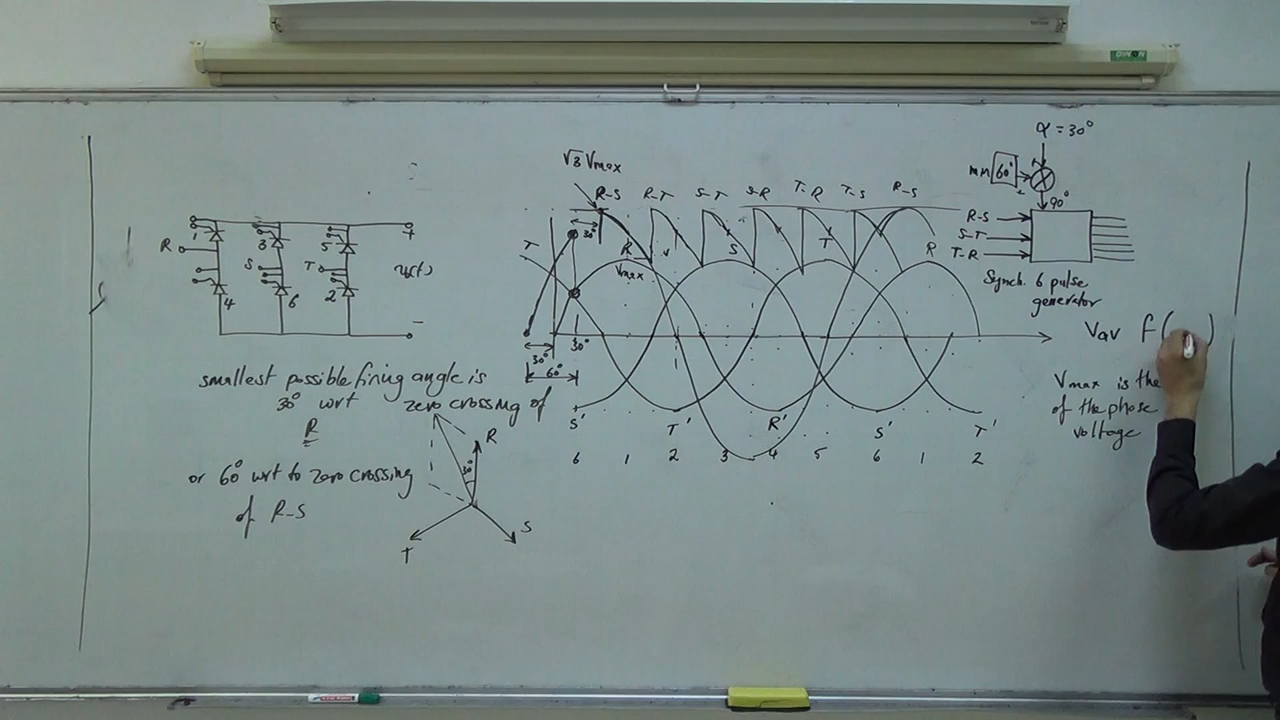 α = 30°
min 60°
90°
√3 Vmax
R-S R-T S-T S-R T-R T-S R-S
30°
T R S T R
Vmax
R-S
S-T
T-R
Synch. 6 pulse
generator
R S T
1 3 5
4 6 2
+
-
30° 30°
60°
Vav f( )
Vmax is the
of the phase
voltage
smallest possible firing angle is
30° wrt zero crossing of
R
or 60° wrt to zero crossing
of R-S
R
30°
T S
S' T' R' S' T'
6 1 2 3 4 5 6 1 2